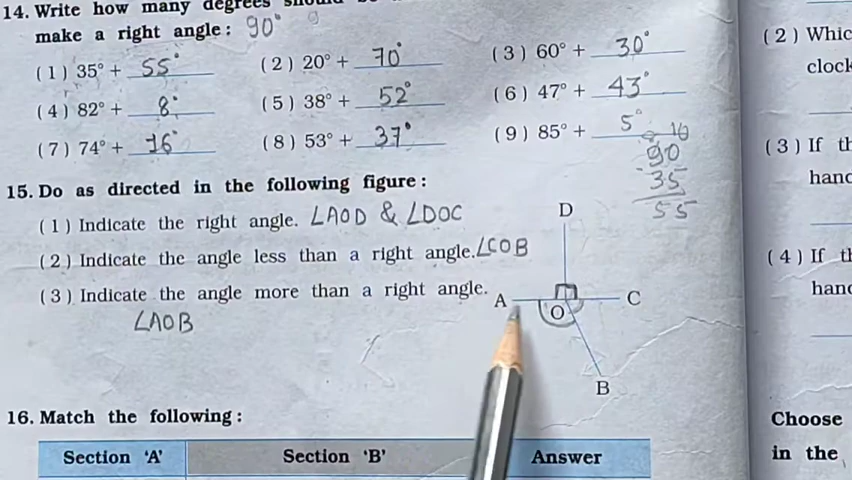 14. Write how many degrees should be
make a right angle: 90°
(1) 35° + 55° (2) 20° + 70° (3) 60° + 30°
(4) 82° + 8° (5) 38° + 52° (6) 47° + 43°
(7) 74° + 16° (8) 53° + 37° (9) 85° + 5°
10
90
- 35
55
15. Do as directed in the following figure:
(1) Indicate the right angle. ∠AOD & ∠DOC
(2) Indicate the angle less than a right angle. ∠COB
(3) Indicate the angle more than a right angle.
∠AOB
D
A O C
B
16. Match the following:
Section 'A' Section 'B' Answer
(2) Whic
clock
(3) If th
hand
(4) If th
hand
Choose
in the